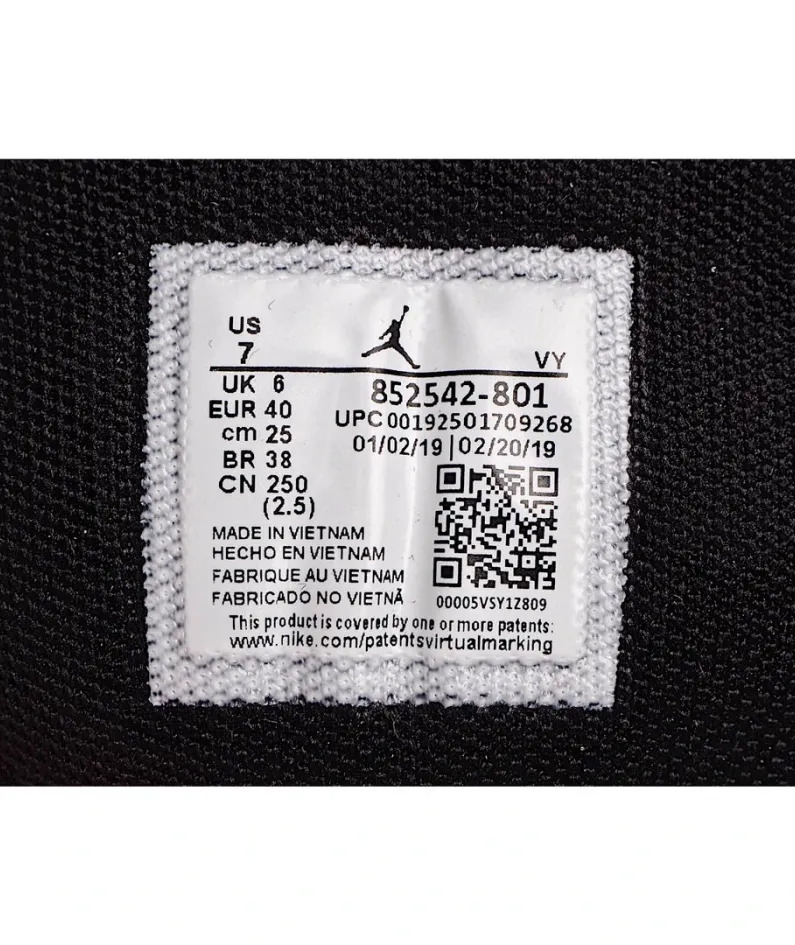 US
7
VY
UK 6
EUR 40
cm 25
BR 38
CN 250
(2.5)
852542-801
UPC 00192501709268
01/02/19 | 02/20/19
MADE IN VIETNAM
HECHO EN VIETNAM
FABRIQUE AU VIETNAM
FABRICADO NO VIETNÃ
00005VSY1Z809
This product is covered by one or more patents:
www.nike.com/patentsvirtualmarking